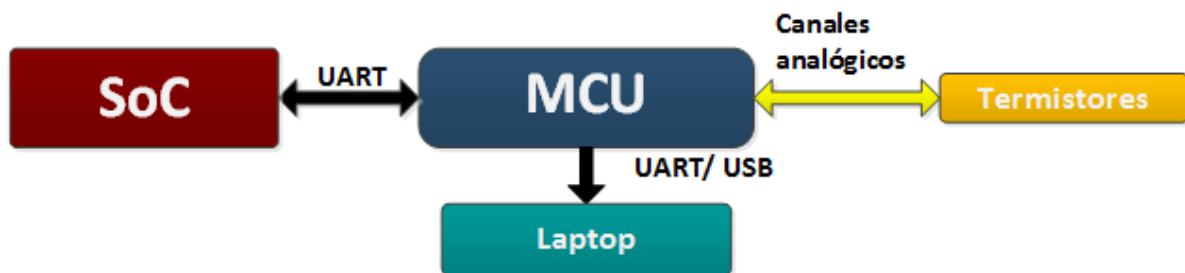 SoC
UART
MCU
Canales
analógicos
Termistores
UART/ USB
Laptop